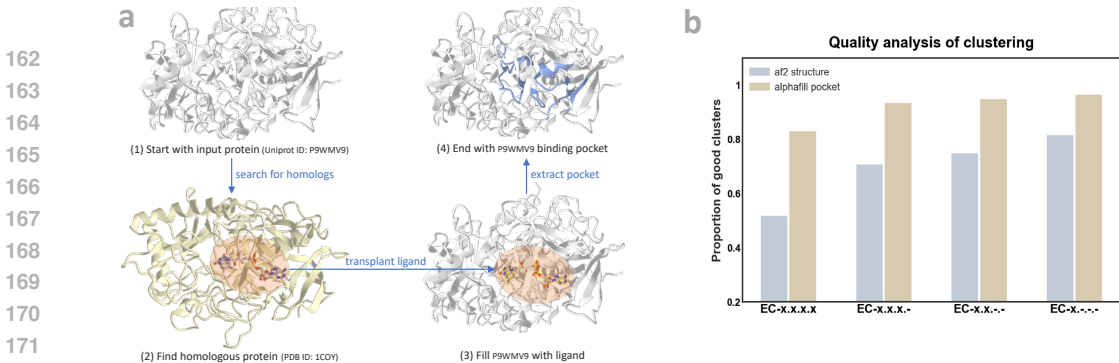 162
163
164
165
166
167
168
169
170
171
a
(1) Start with input protein (Uniprot ID: P9WMV9)
(4) End with P9WMV9 binding pocket
search for homologs
extract pocket
transplant ligand
(2) Find homologous protein (PDB ID: 1COY)
(3) Fill P9WMV9 with ligand
b
Quality analysis of clustering
af2 structure
alphafill pocket
Proportion of good clusters
1
0.8
0.6
0.4
0.2
EC-x.x.x.x
EC-x.x.x.-
EC-x.x.-.-
EC-x.-.-.-